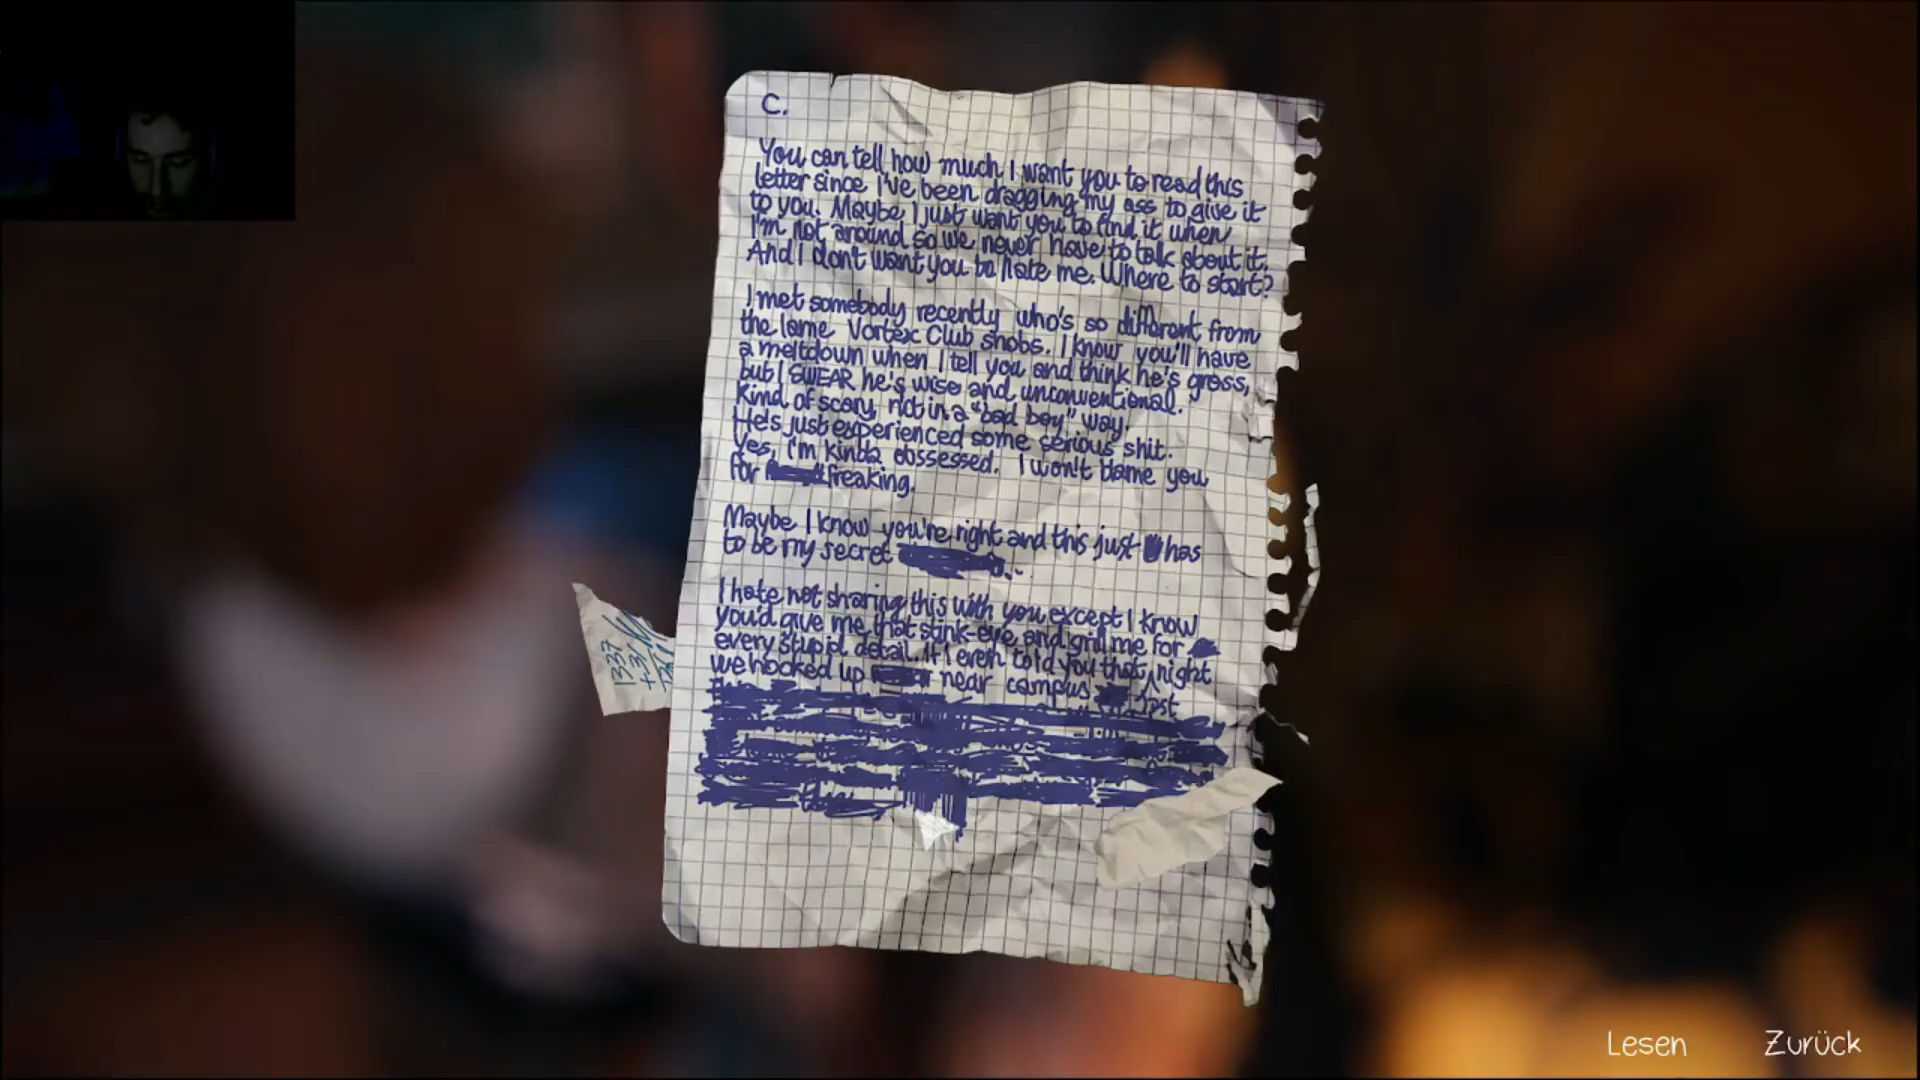 C.
You can tell how much I want you to read this
letter since I've been dragging my ass to give it
to you. Maybe I just want you to find it when
I'm not around so we never have to talk about it.
And I don't want you to hate me. Where to start?
I met somebody recently who's so different from
the lame Vortex Club snobs. I know you'll have
a meltdown when I tell you and think he's gross,
but I SWEAR he's wise and unconventional.
Kind of scary, not in a "bad boy" way.
He's just experienced some serious shit.
Yes, I'm kinda obsessed. I won't blame you
for freaking.
Maybe I know you're right and this just has
to be my secret ...
I hate not sharing this with you except I know
you'd give me that stink-eye and grill me for
every stupid detail. If I even told you that night
we hooked up near campus last
1337
+31
Lesen Zurück